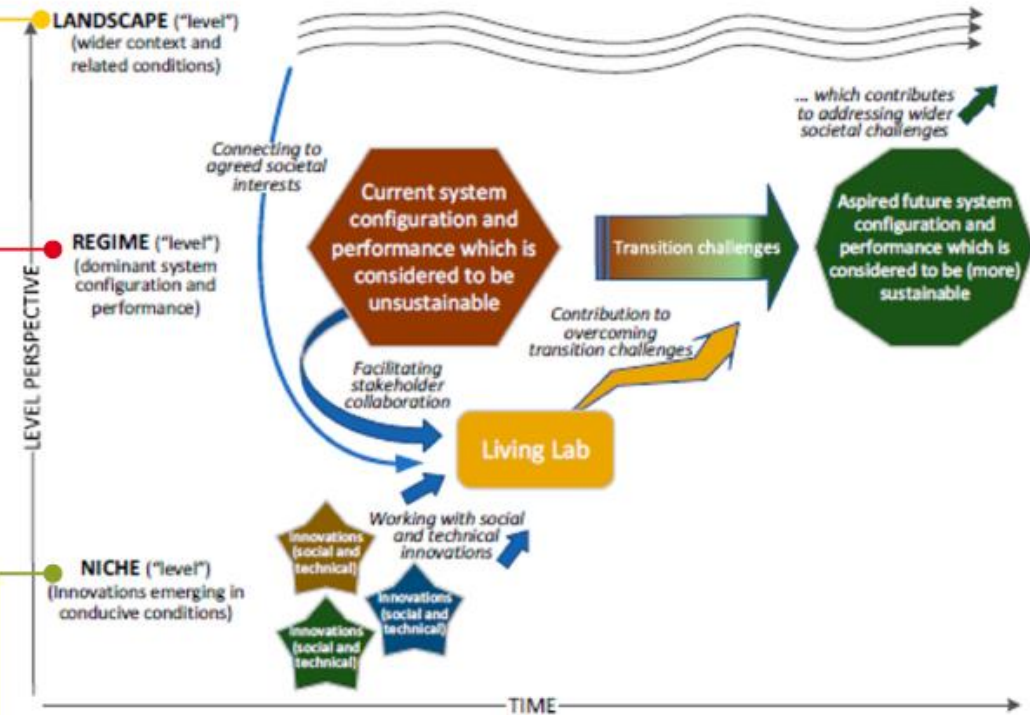 LANDSCAPE ("level")
(wider context and
related conditions)
... which contributes
to addressing wider
societal challenges
Connecting to
agreed societal
interests
Current system
configuration and
performance which is
considered to be
unsustainable
Transition challenges
Aspired future system
configuration and
performance which is
considered to be (more)
sustainable
REGIME ("level")
(dominant system
configuration and
performance)
LEVEL PERSPECTIVE
Contribution to
overcoming
transition challenges
Facilitating
stakeholder
collaboration
Living Lab
Working with social
and technical
innovations
Innovations
(social and
technical)
Innovations
(social and
technical)
Innovations
(social and
technical)
NICHE ("level")
(Innovations emerging in
conducive conditions)
TIME